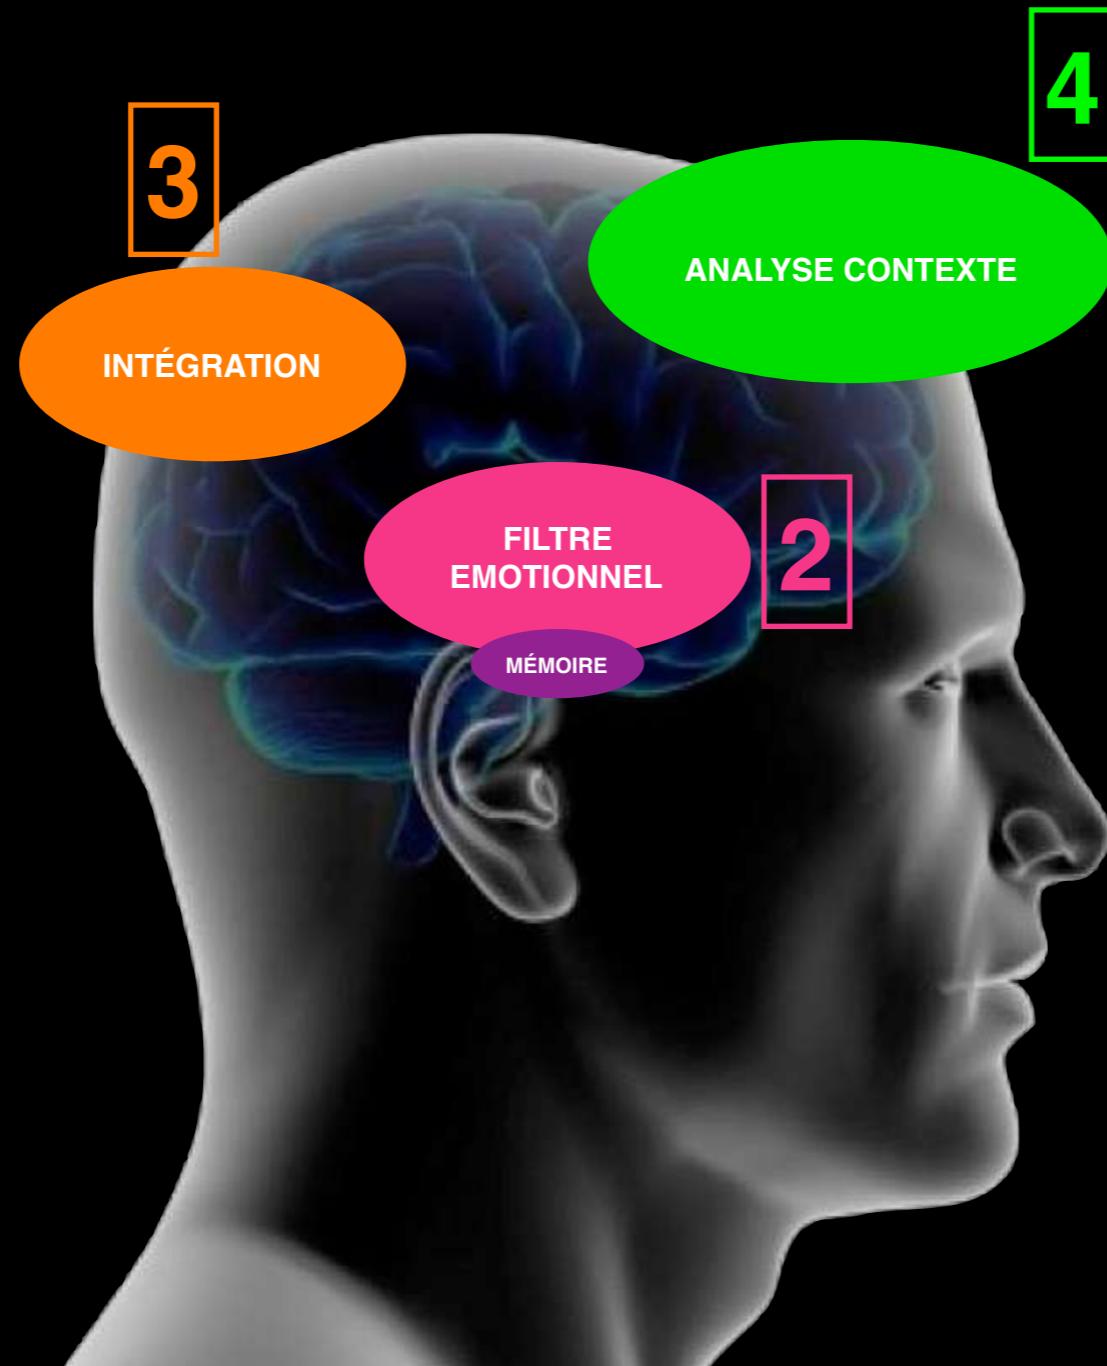 4
3
ANALYSE CONTEXTE
INTÉGRATION
FILTRE
EMOTIONNEL
2
MÉMOIRE